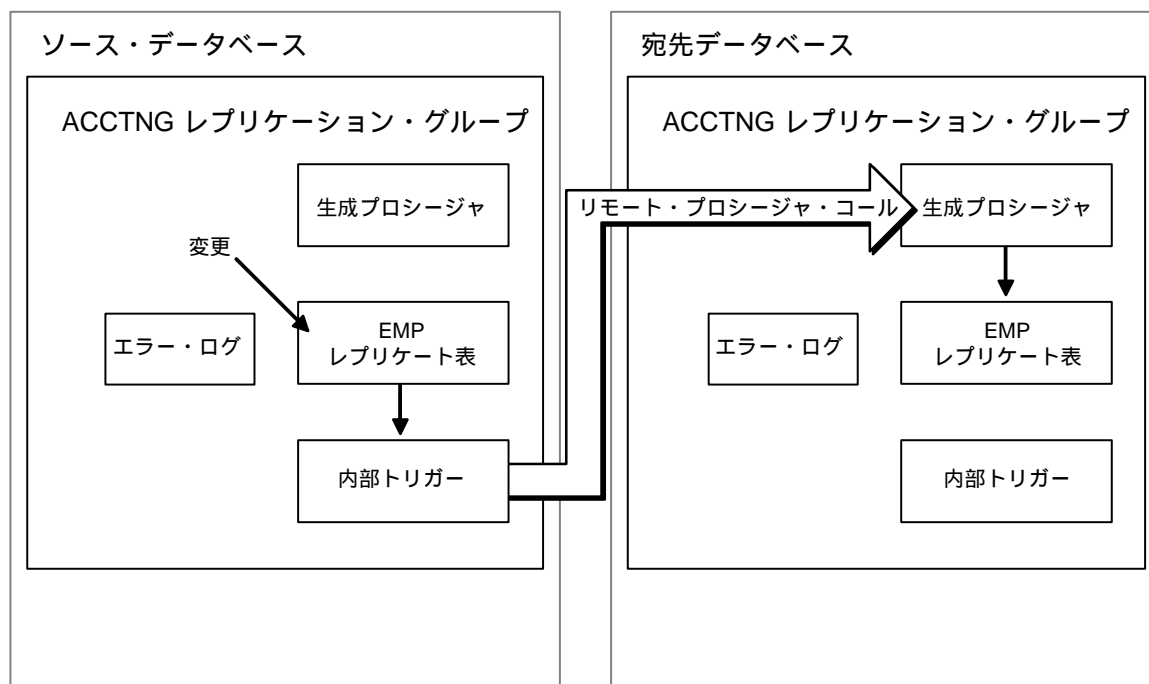 ソース・データベース
ACCTNG レプリケーション・グループ
生成プロシージャ
変更
エラー・ログ
EMP
レプリケート表
内部トリガー
リモート・プロシージャ・コール
宛先データベース
ACCTNG レプリケーション・グループ
生成プロシージャ
エラー・ログ
EMP
レプリケート表
内部トリガー